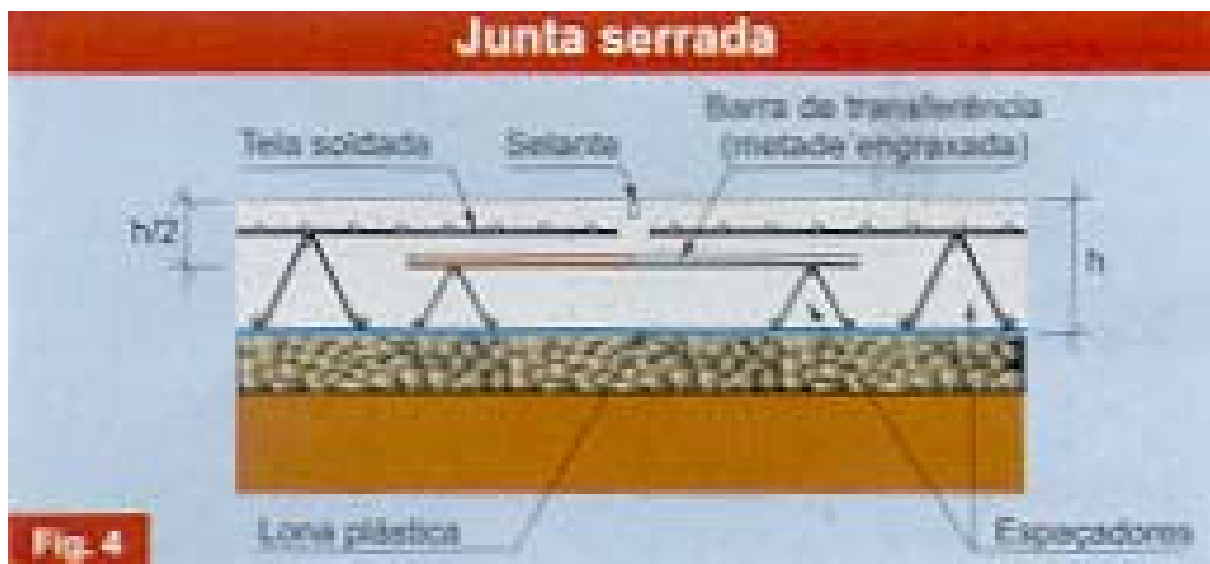 Junta serrada
Barra de transferência
(metade engraxada)
Tela soldada
Selante
h/2
h
Lona plástica
Espaçadores
Fig. 4